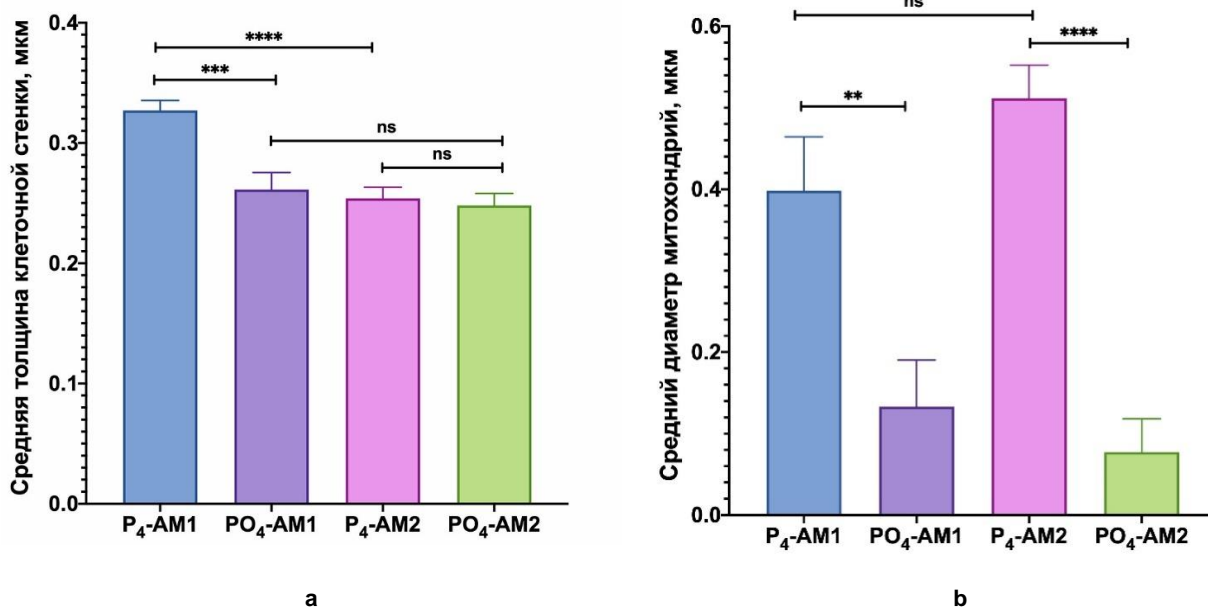 Средняя толщина клеточной стенки, мкм
0.4
0.3
0.2
0.1
0.0
****
***
ns
ns
P₄-AM1
PO₄-AM1
P₄-AM2
PO₄-AM2
a
Средний диаметр митохондрий, мкм
0.6
0.4
0.2
0.0
ns
****
**
P₄-AM1
PO₄-AM1
P₄-AM2
PO₄-AM2
b